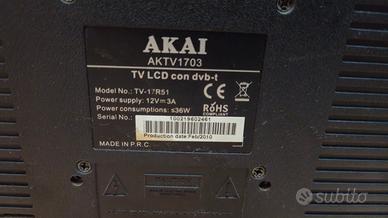 AKAI
AKTV1703
TV LCD con dvb-t
Model No.: TV-17R51
Power supply: 12V⎓3A
Power consumptions: ≤36W
Serial No.:
CE
RoHS
COMPLIANT
100219602461
Production date:Feb/2010
MADE IN P.R.C.
subito